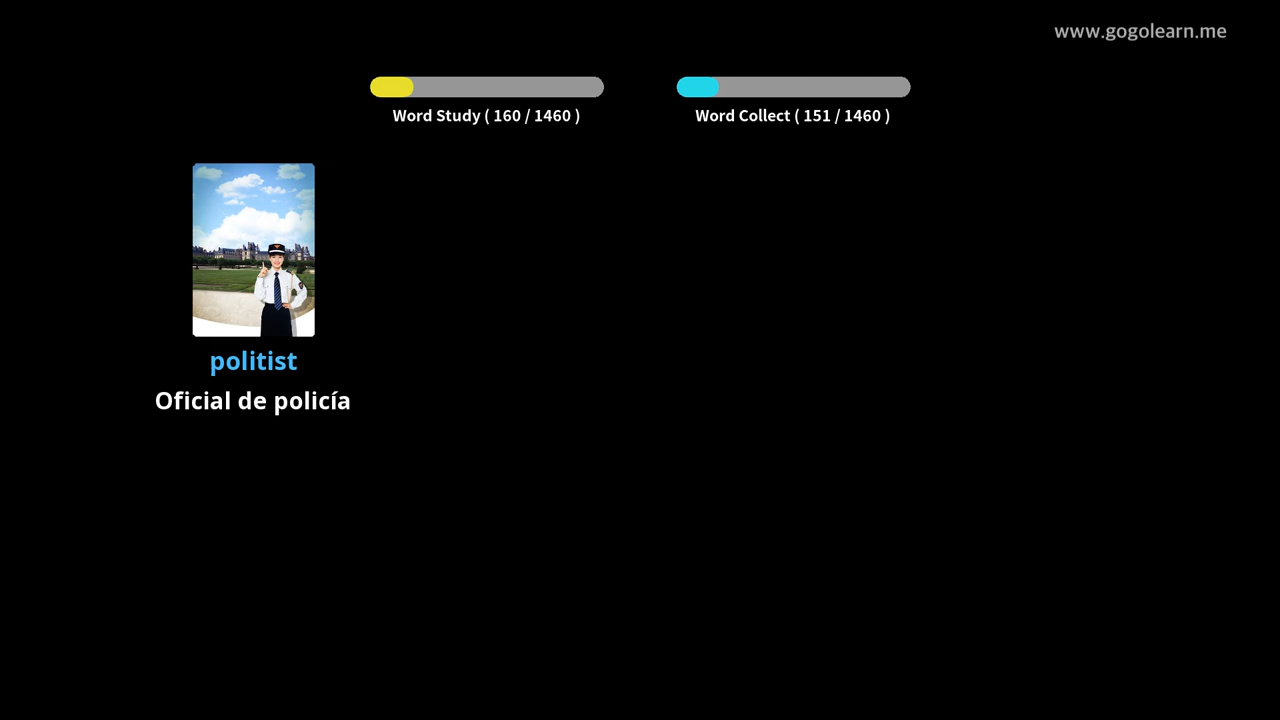 www.gogolearn.me
Word Study ( 160 / 1460 )
Word Collect ( 151 / 1460 )
politist
Oficial de policía